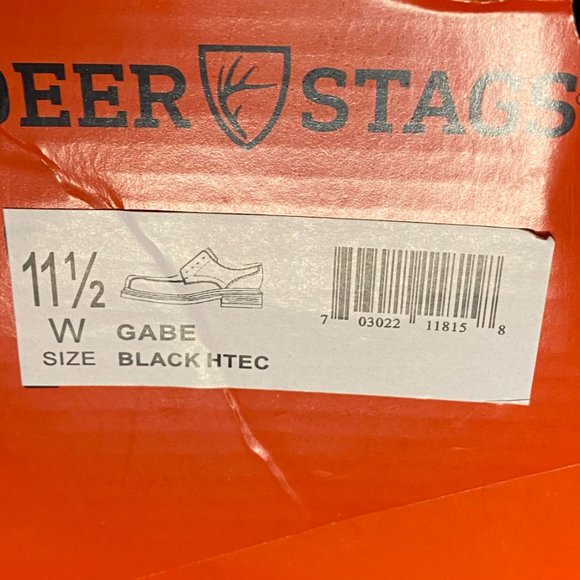 DEER STAGS
11½
W GABE
SIZE BLACK HTEC
7 03022 11815 8